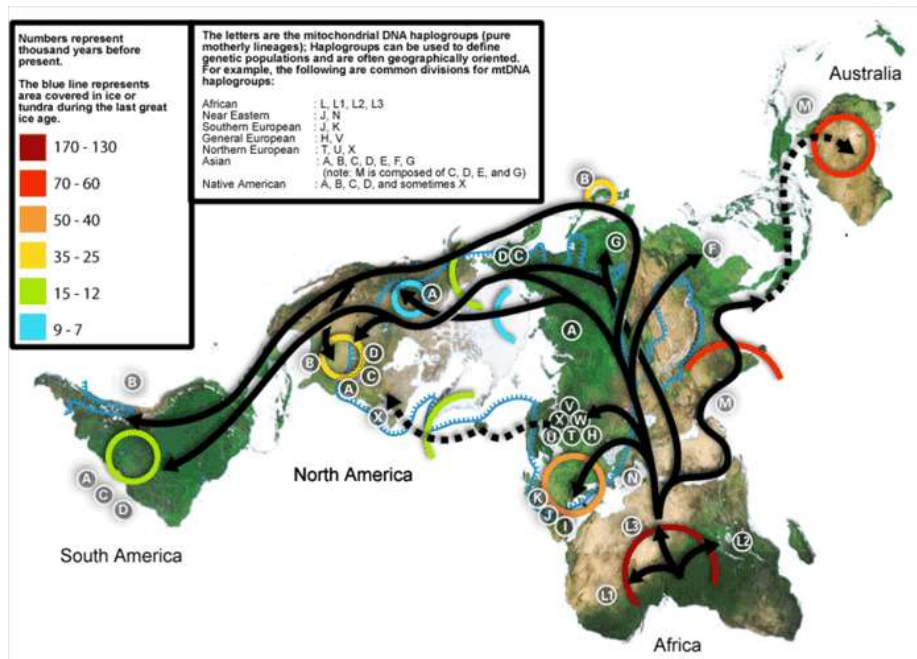 Numbers represent
thousand years before
present.
The blue line represents
area covered in ice or
tundra during the last great
ice age.
170 - 130
70 - 60
50 - 40
35 - 25
15 - 12
9 - 7
The letters are the mitochondrial DNA haplogroups (pure
motherly lineages); Haplogroups can be used to define
genetic populations and are often geographically oriented.
For example, the following are common divisions for mtDNA
haplogroups:
African : L, L1, L2, L3
Near Eastern : J, N
Southern European : J, K
General European : H, V
Northern European : T, U, X
Asian : A, B, C, D, E, F, G
(note: M is composed of C, D, E, and G)
Native American : A, B, C, D, and sometimes X
Australia
M
B
G
F
D C
A
A
B
D
C
A
X
M
V
X W
U T H
N
K
J
I
L3
L2
L1
B
A
C
D
North America
South America
Africa